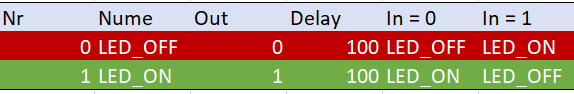 Nr Nume Out Delay In = 0 In = 1
0 LED_OFF 0 100 LED_OFF LED_ON
1 LED_ON 1 100 LED_ON LED_OFF